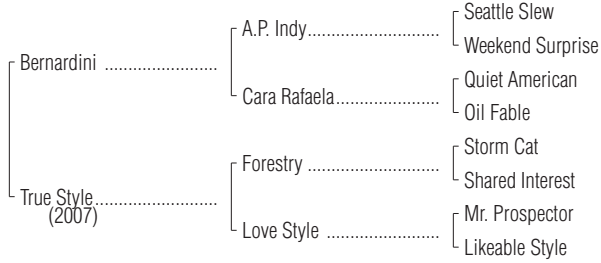 Seattle Slew
A.P. Indy..............................
Weekend Surprise
Bernardini .........................
Quiet American
Cara Rafaela........................
Oil Fable
Storm Cat
Forestry ..............................
Shared Interest
True Style............................
(2007)
Mr. Prospector
Love Style .........................
Likeable Style